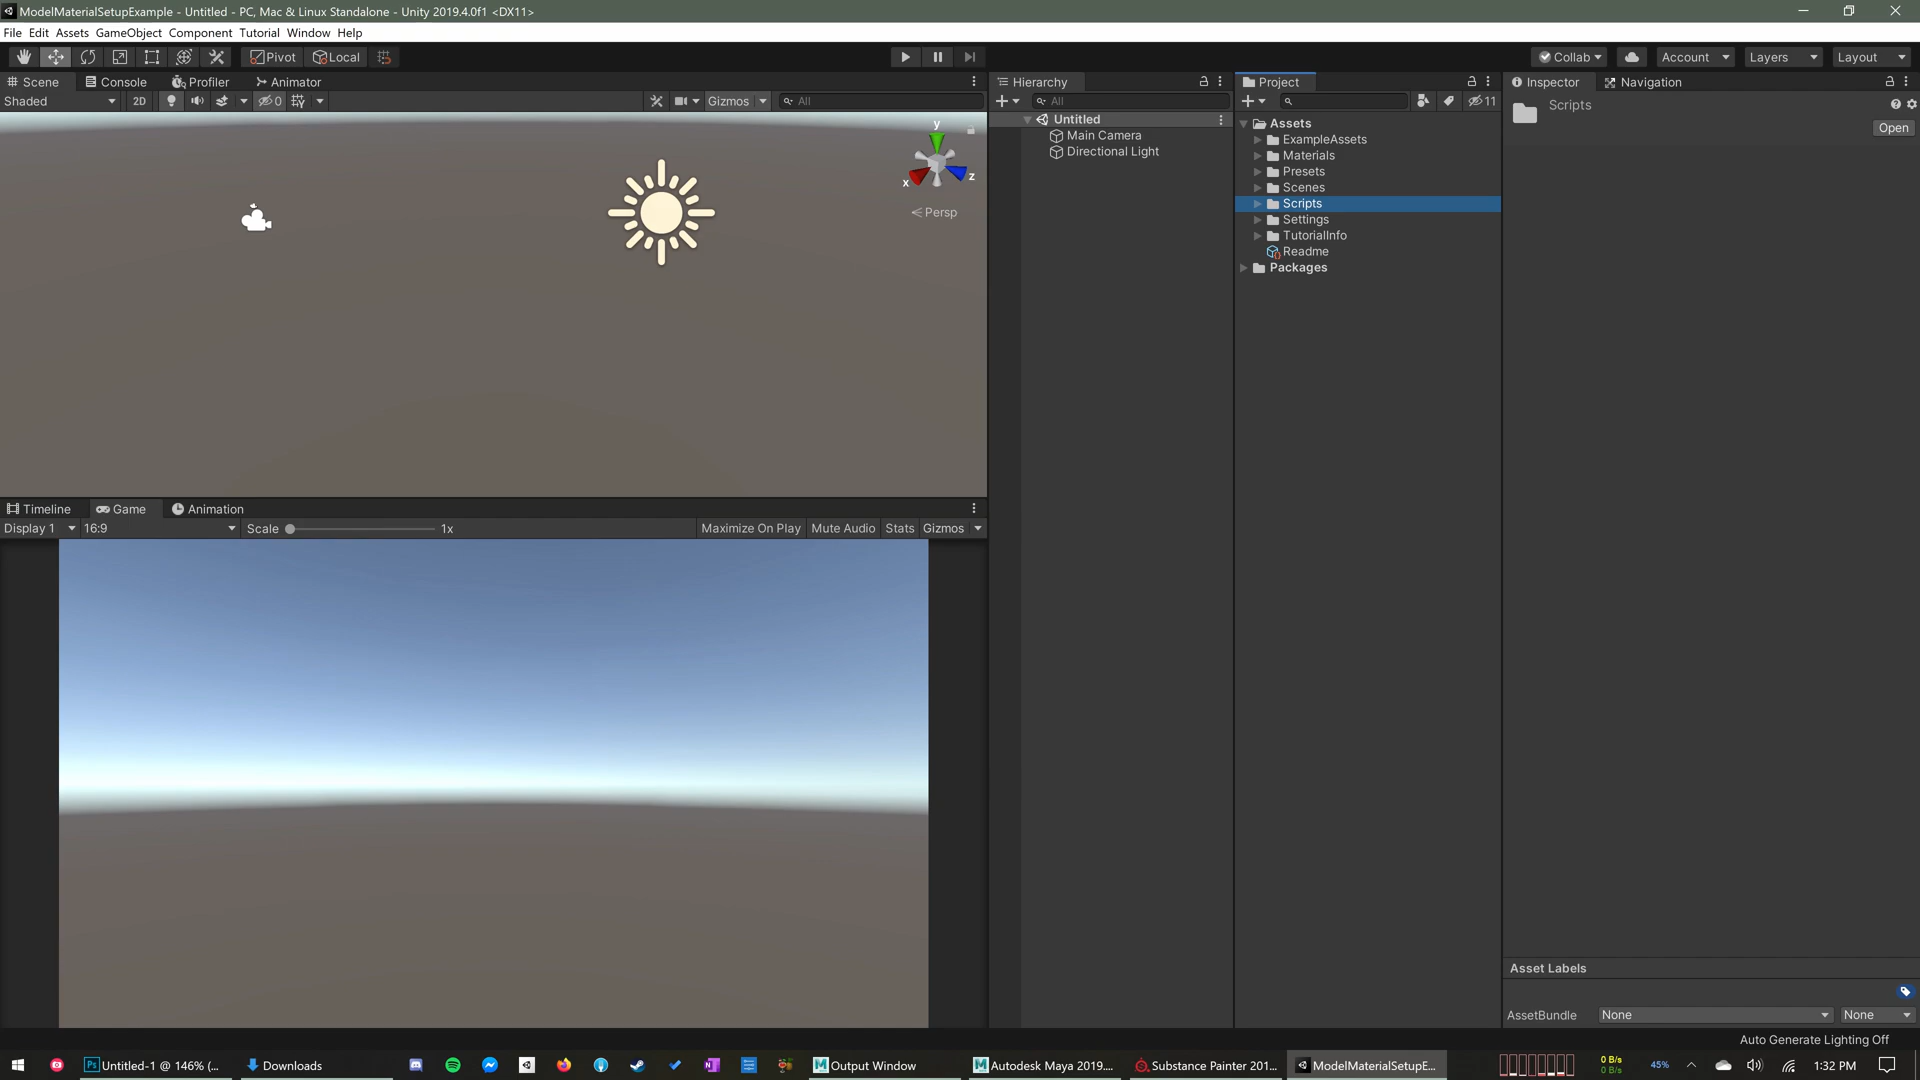 ModelMaterialSetupExample - Untitled - PC, Mac & Linux Standalone - Unity 2019.4.0f1 <DX11>
File Edit Assets GameObject Component Tutorial Window Help
Pivot Local Collab Account Layers Layout
Scene Console Profiler Animator
Shaded 2D 0 Gizmos All
y
x z
Persp
Timeline Game Animation
Display 1 16:9 Scale 1x Maximize On Play Mute Audio Stats Gizmos
Hierarchy
All
Untitled
Main Camera
Directional Light
Project
11
Assets
ExampleAssets
Materials
Presets
Scenes
Scripts
Settings
TutorialInfo
Readme
Packages
Inspector Navigation
Scripts
Open
Asset Labels
AssetBundle None None
Auto Generate Lighting Off
Untitled-1 @ 146% (... Downloads Output Window Autodesk Maya 2019.... Substance Painter 201... ModelMaterialSetupE... 0 B/s 0 B/s 45% 1:32 PM